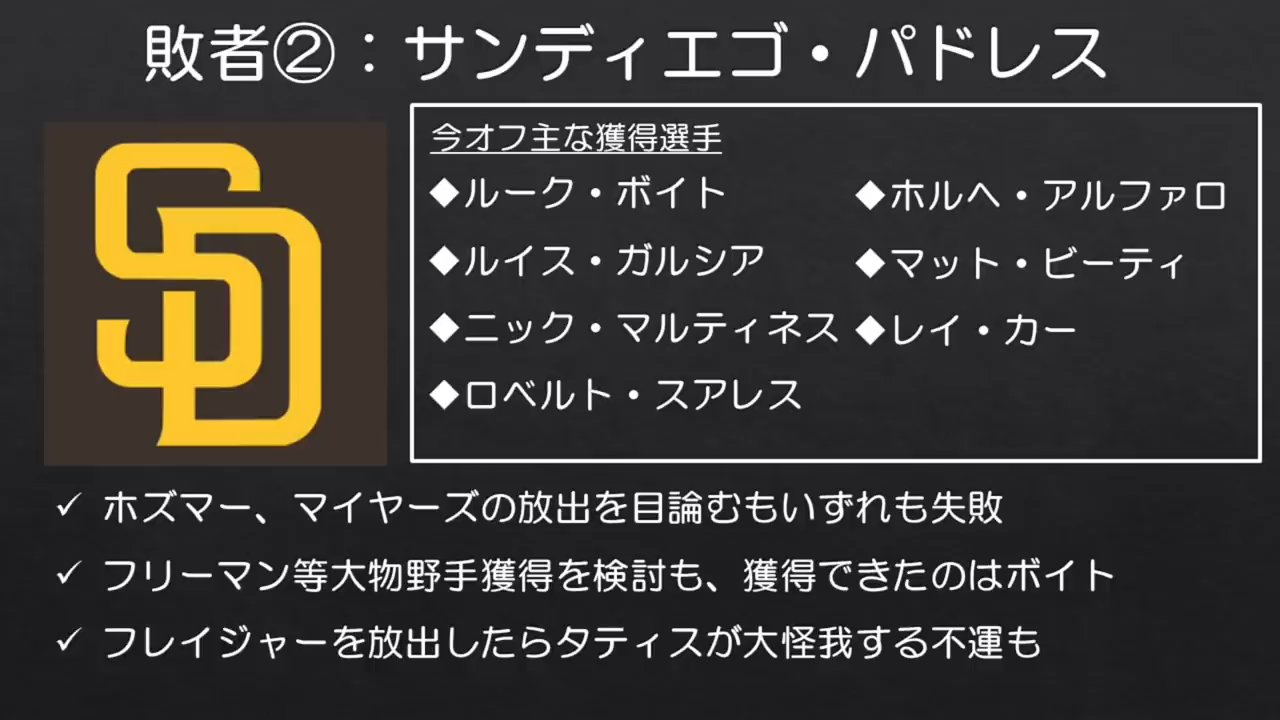 敗者②：サンディエゴ・パドレス
SD
今オフ主な獲得選手
◆ルーク・ボイト
◆ルイス・ガルシア
◆ニック・マルティネス
◆ロベルト・スアレス
◆ホルヘ・アルファロ
◆マット・ビーティ
◆レイ・カー
✓ ホズマー、マイヤーズの放出を目論むもいずれも失敗
✓ フリーマン等大物野手獲得を検討も、獲得できたのはボイト
✓ フレイジャーを放出したらタティスが大怪我する不運も